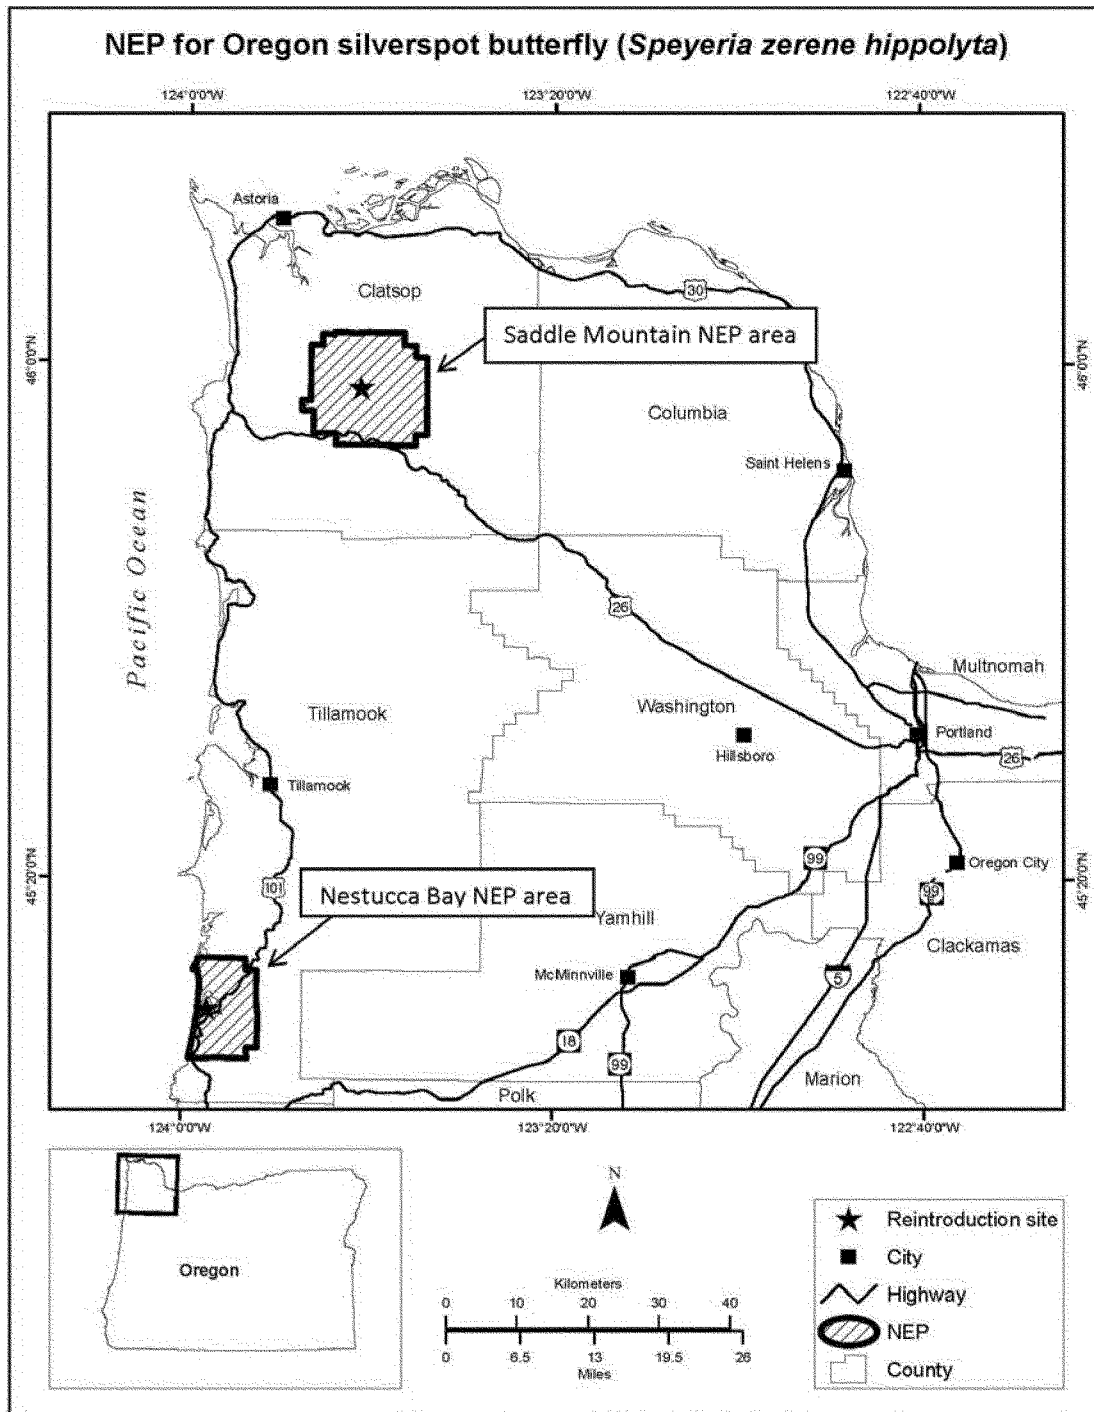 NEP for Oregon silverspot butterfly (Speyeria zerene hippolyta)
124°0'0"W
123°20'0"W
122°40'0"W
Astoria
Clatsop
30
Saddle Mountain NEP area
46°0'0"N
46°0'0"N
Columbia
Saint Helens
Pacific Ocean
26
Multnomah
Tillamook
Washington
Portland
Hillsboro
26
Tillamook
99
Oregon City
45°20'0"N
45°20'0"N
101
Nestucca Bay NEP area
99
Yamhill
Clackamas
McMinnville
5
18
99
Marion
Polk
124°0'0"W
123°20'0"W
122°40'0"W
Oregon
N
Kilometers
0 10 20 30 40
0 6.5 13 19.5 26
Miles
Reintroduction site
City
Highway
NEP
County